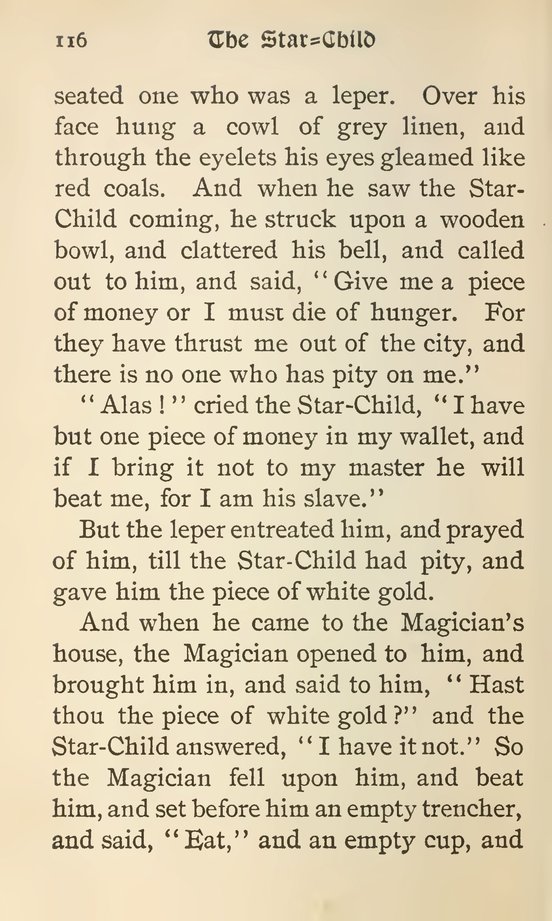 116 The Star=Child
seated one who was a leper. Over his
face hung a cowl of grey linen, and
through the eyelets his eyes gleamed like
red coals. And when he saw the Star-
Child coming, he struck upon a wooden
bowl, and clattered his bell, and called
out to him, and said, "Give me a piece
of money or I must die of hunger. For
they have thrust me out of the city, and
there is no one who has pity on me."
"Alas!" cried the Star-Child, "I have
but one piece of money in my wallet, and
if I bring it not to my master he will
beat me, for I am his slave."
But the leper entreated him, and prayed
of him, till the Star-Child had pity, and
gave him the piece of white gold.
And when he came to the Magician's
house, the Magician opened to him, and
brought him in, and said to him, "Hast
thou the piece of white gold?" and the
Star-Child answered, "I have it not." So
the Magician fell upon him, and beat
him, and set before him an empty trencher,
and said, "Eat," and an empty cup, and